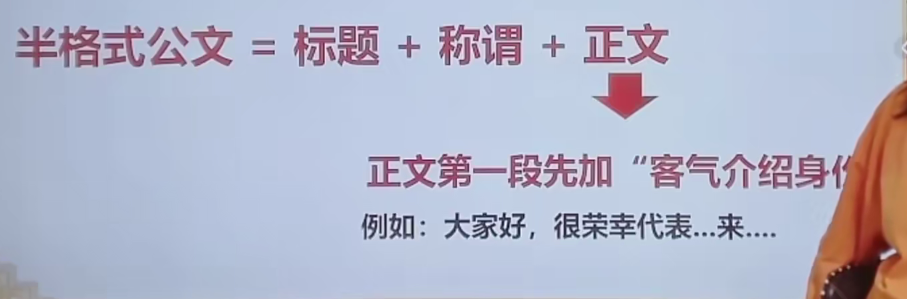 半格式公文 = 标题 + 称谓 + 正文
正文第一段先加“客气介绍身
例如：大家好，很荣幸代表...来....